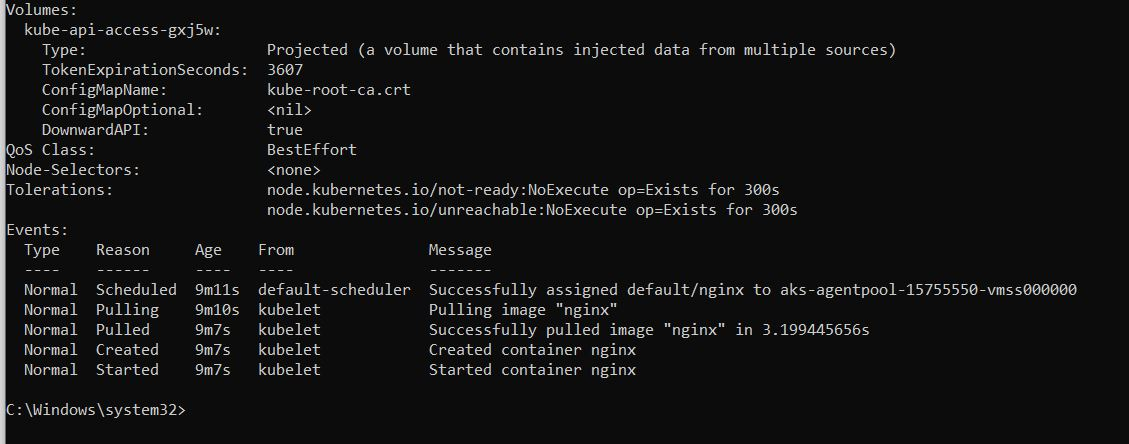 Volumes:
  kube-api-access-gxj5w:
    Type:                    Projected (a volume that contains injected data from multiple sources)
    TokenExpirationSeconds:  3607
    ConfigMapName:           kube-root-ca.crt
    ConfigMapOptional:       <nil>
    DownwardAPI:             true
QoS Class:                   BestEffort
Node-Selectors:              <none>
Tolerations:                 node.kubernetes.io/not-ready:NoExecute op=Exists for 300s
                             node.kubernetes.io/unreachable:NoExecute op=Exists for 300s
Events:
  Type    Reason     Age    From               Message
  ----    ------     ----   ----               -------
  Normal  Scheduled  9m11s  default-scheduler  Successfully assigned default/nginx to aks-agentpool-15755550-vmss000000
  Normal  Pulling    9m10s  kubelet            Pulling image "nginx"
  Normal  Pulled     9m7s   kubelet            Successfully pulled image "nginx" in 3.199445656s
  Normal  Created    9m7s   kubelet            Created container nginx
  Normal  Started    9m7s   kubelet            Started container nginx

C:\Windows\system32>